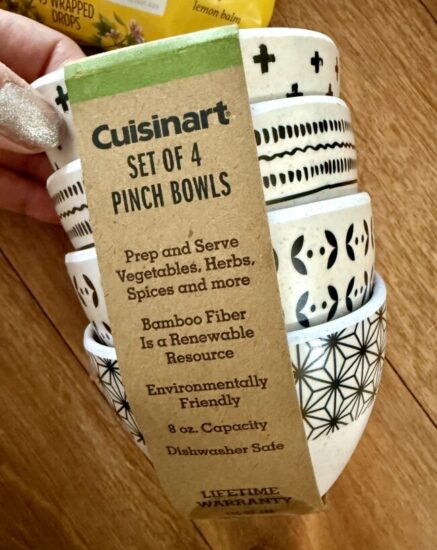 WRAPPED
DROPS
lemon balm
Cuisinart
SET OF 4
PINCH BOWLS
Prep and Serve
Vegetables, Herbs,
Spices and more
Bamboo Fiber
Is a Renewable
Resource
Environmentally
Friendly
8 oz. Capacity
Dishwasher Safe
LIFETIME
WARRANTY